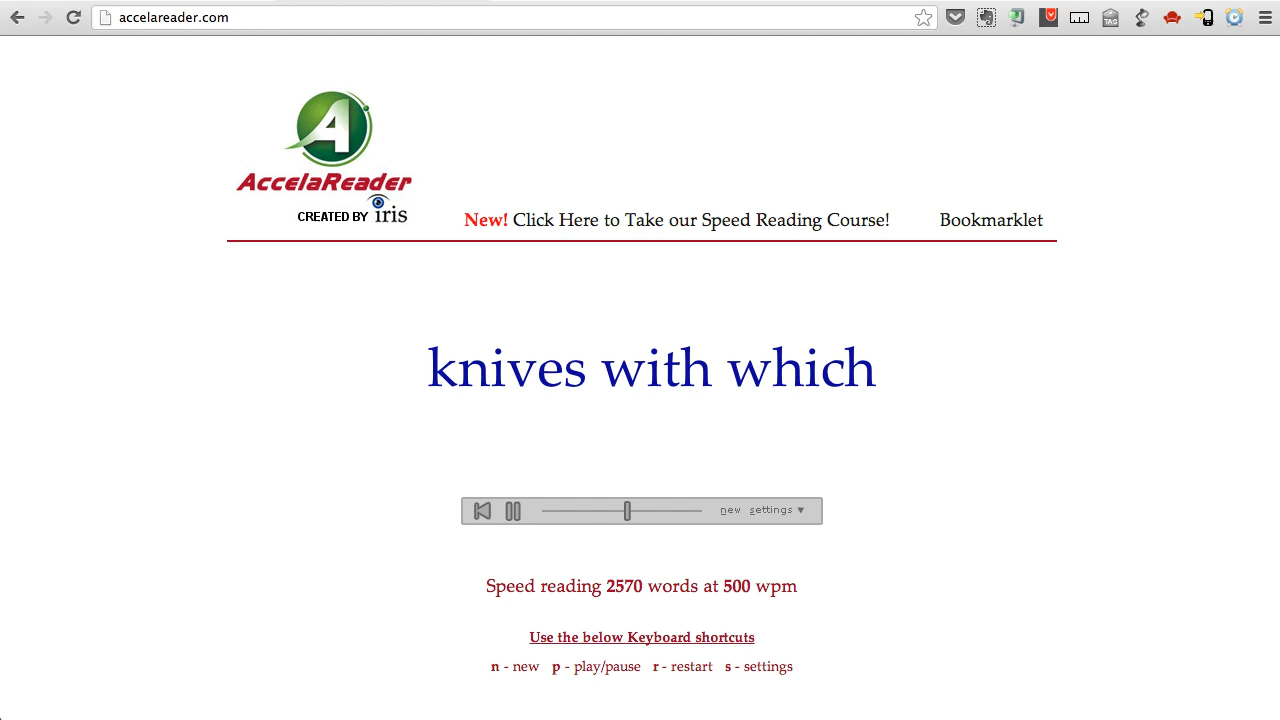 accelareader.com
TAG
A
AccelaReader
CREATED BY iris
New! Click Here to Take our Speed Reading Course!
Bookmarklet
knives with which
new settings ▼
Speed reading 2570 words at 500 wpm
Use the below Keyboard shortcuts
n - new p - play/pause r - restart s - settings